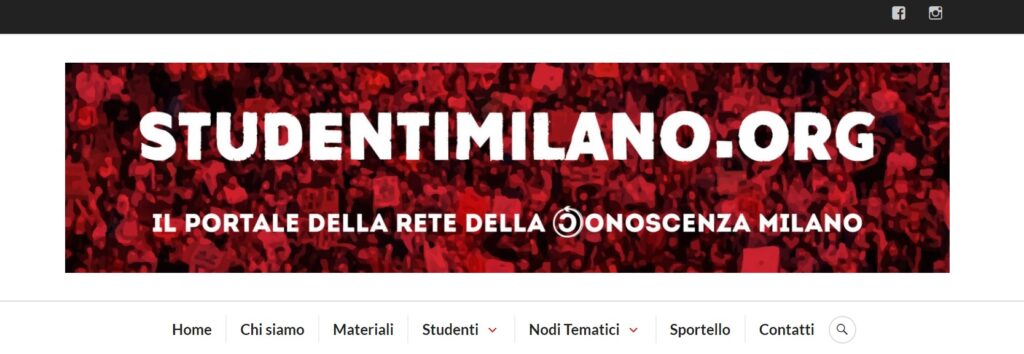 STUDENTIMILANO.ORG
IL PORTALE DELLA RETE DELLA CONOSCENZA MILANO
Home Chi siamo Materiali Studenti Nodi Tematici Sportello Contatti